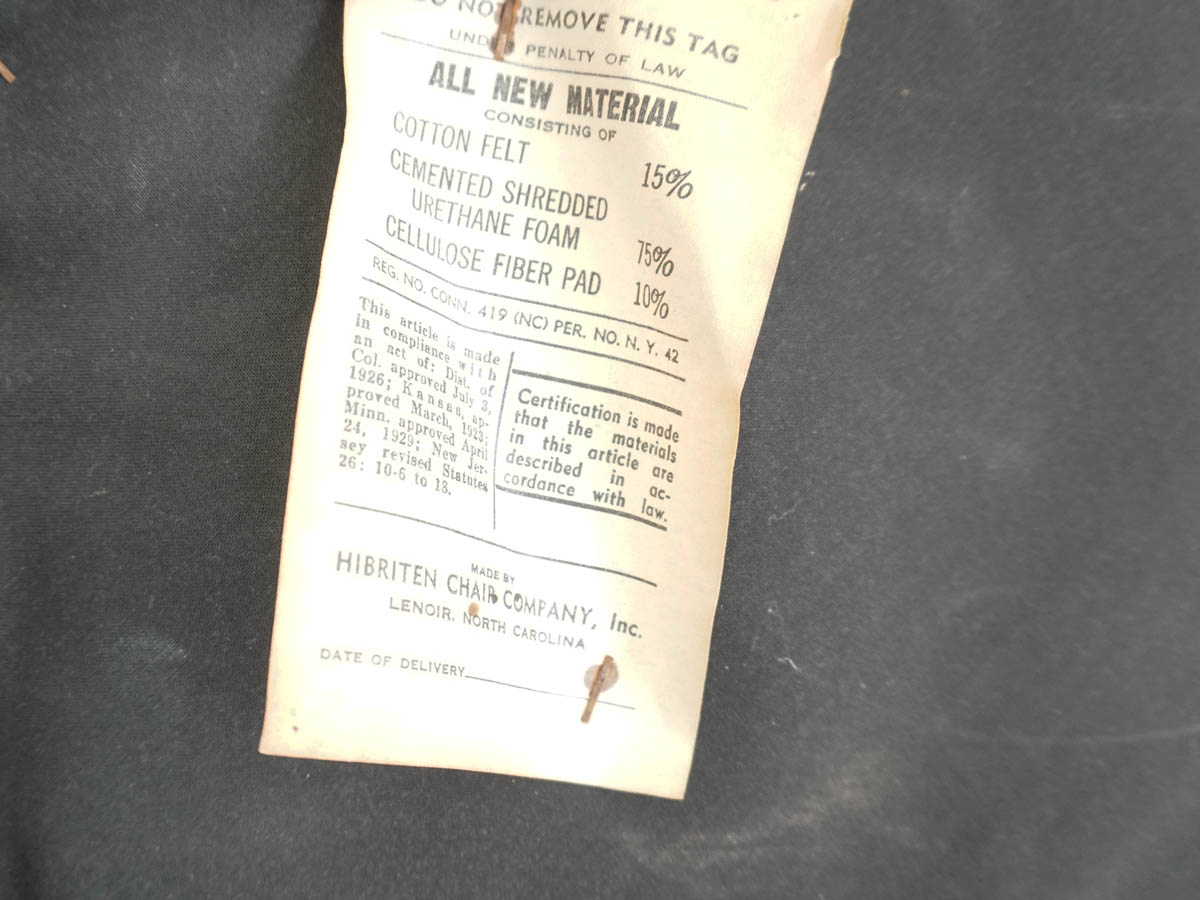 DO NOT REMOVE THIS TAG
UNDER PENALTY OF LAW
ALL NEW MATERIAL
CONSISTING OF
COTTON FELT 15%
CEMENTED SHREDDED
URETHANE FOAM 75%
CELLULOSE FIBER PAD 10%
REG. NO. CONN. 419 (NC) PER. NO. N. Y. 42
This article is made
in compliance with
an act of: Dist. of
Col. approved July 3,
1926; Kansas, ap-
proved March, 1923;
Minn. approved April
24, 1929; New Jer-
sey revised Statutes
26: 10-6 to 18.
Certification is made
that the materials
in this article are
described in ac-
cordance with law.
MADE BY
HIBRITEN CHAIR COMPANY, Inc.
LENOIR, NORTH CAROLINA
DATE OF DELIVERY